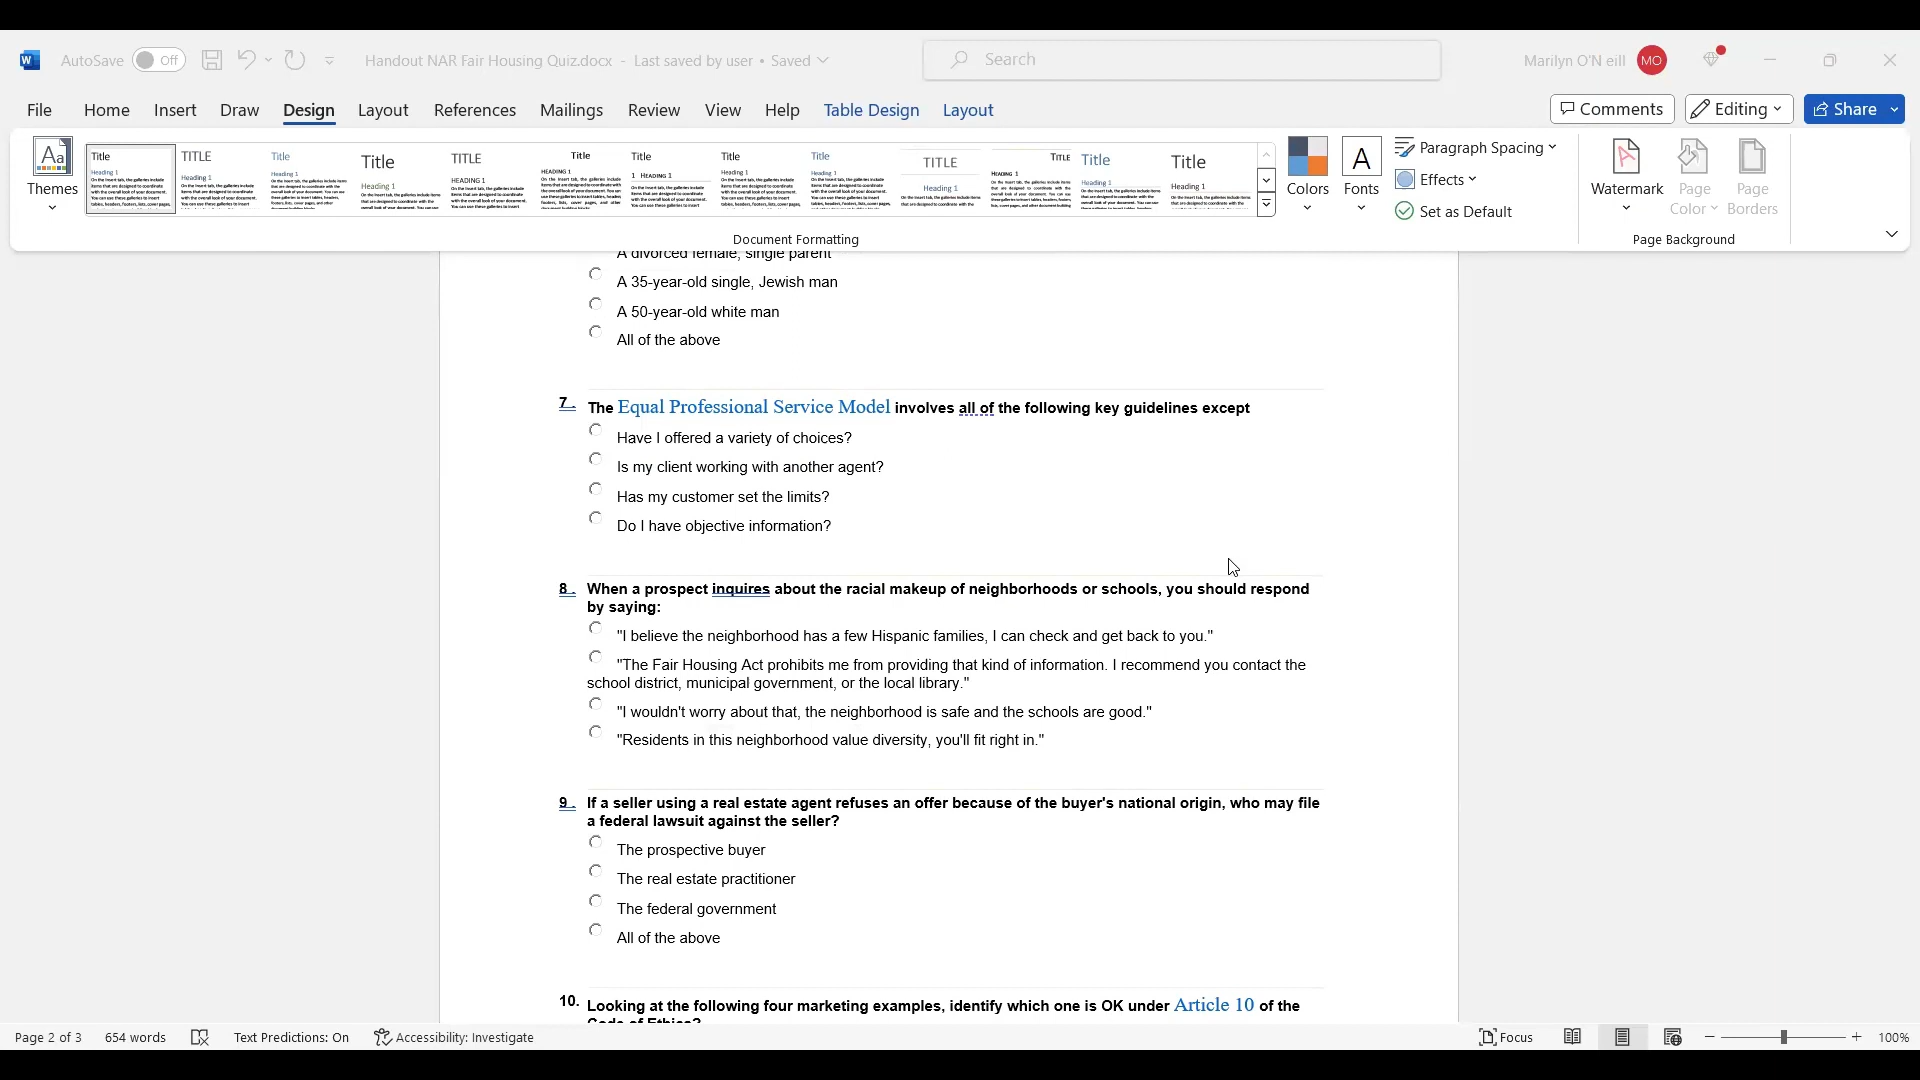 AutoSave Off Handout NAR Fair Housing Quiz.docx - Last saved by user • Saved Search Marilyn O'N eill MO
File Home Insert Draw Design Layout References Mailings Review View Help Table Design Layout Comments Editing Share
Themes
Colors
Fonts
Paragraph Spacing
Effects
Set as Default
Watermark
Page Color
Page Borders
Document Formatting
Page Background
A divorced female, single parent
A 35-year-old single, Jewish man
A 50-year-old white man
All of the above
7. The Equal Professional Service Model involves all of the following key guidelines except
Have I offered a variety of choices?
Is my client working with another agent?
Has my customer set the limits?
Do I have objective information?
8. When a prospect inquires about the racial makeup of neighborhoods or schools, you should respond
by saying:
"I believe the neighborhood has a few Hispanic families, I can check and get back to you."
"The Fair Housing Act prohibits me from providing that kind of information. I recommend you contact the
school district, municipal government, or the local library."
"I wouldn't worry about that, the neighborhood is safe and the schools are good."
"Residents in this neighborhood value diversity, you'll fit right in."
9. If a seller using a real estate agent refuses an offer because of the buyer's national origin, who may file
a federal lawsuit against the seller?
The prospective buyer
The real estate practitioner
The federal government
All of the above
10. Looking at the following four marketing examples, identify which one is OK under Article 10 of the
Code of Ethics?
Page 2 of 3 654 words Text Predictions: On Accessibility: Investigate Focus 100%